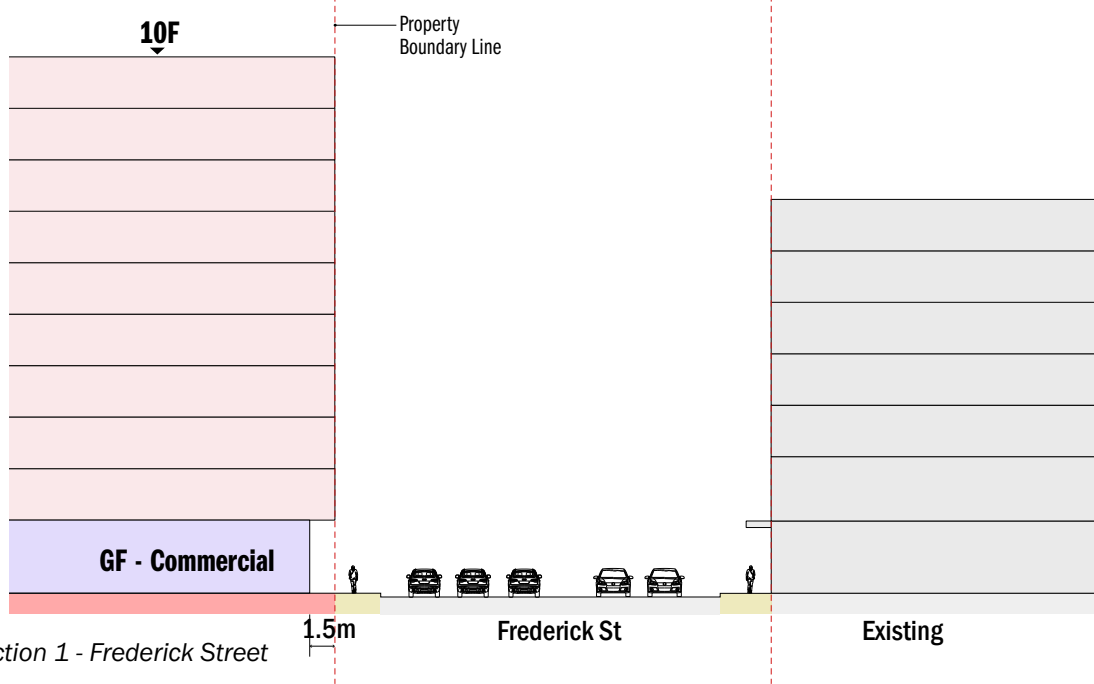 10F
Property
Boundary Line
GF - Commercial
1.5m
Frederick St
Existing
ction 1 - Frederick Street